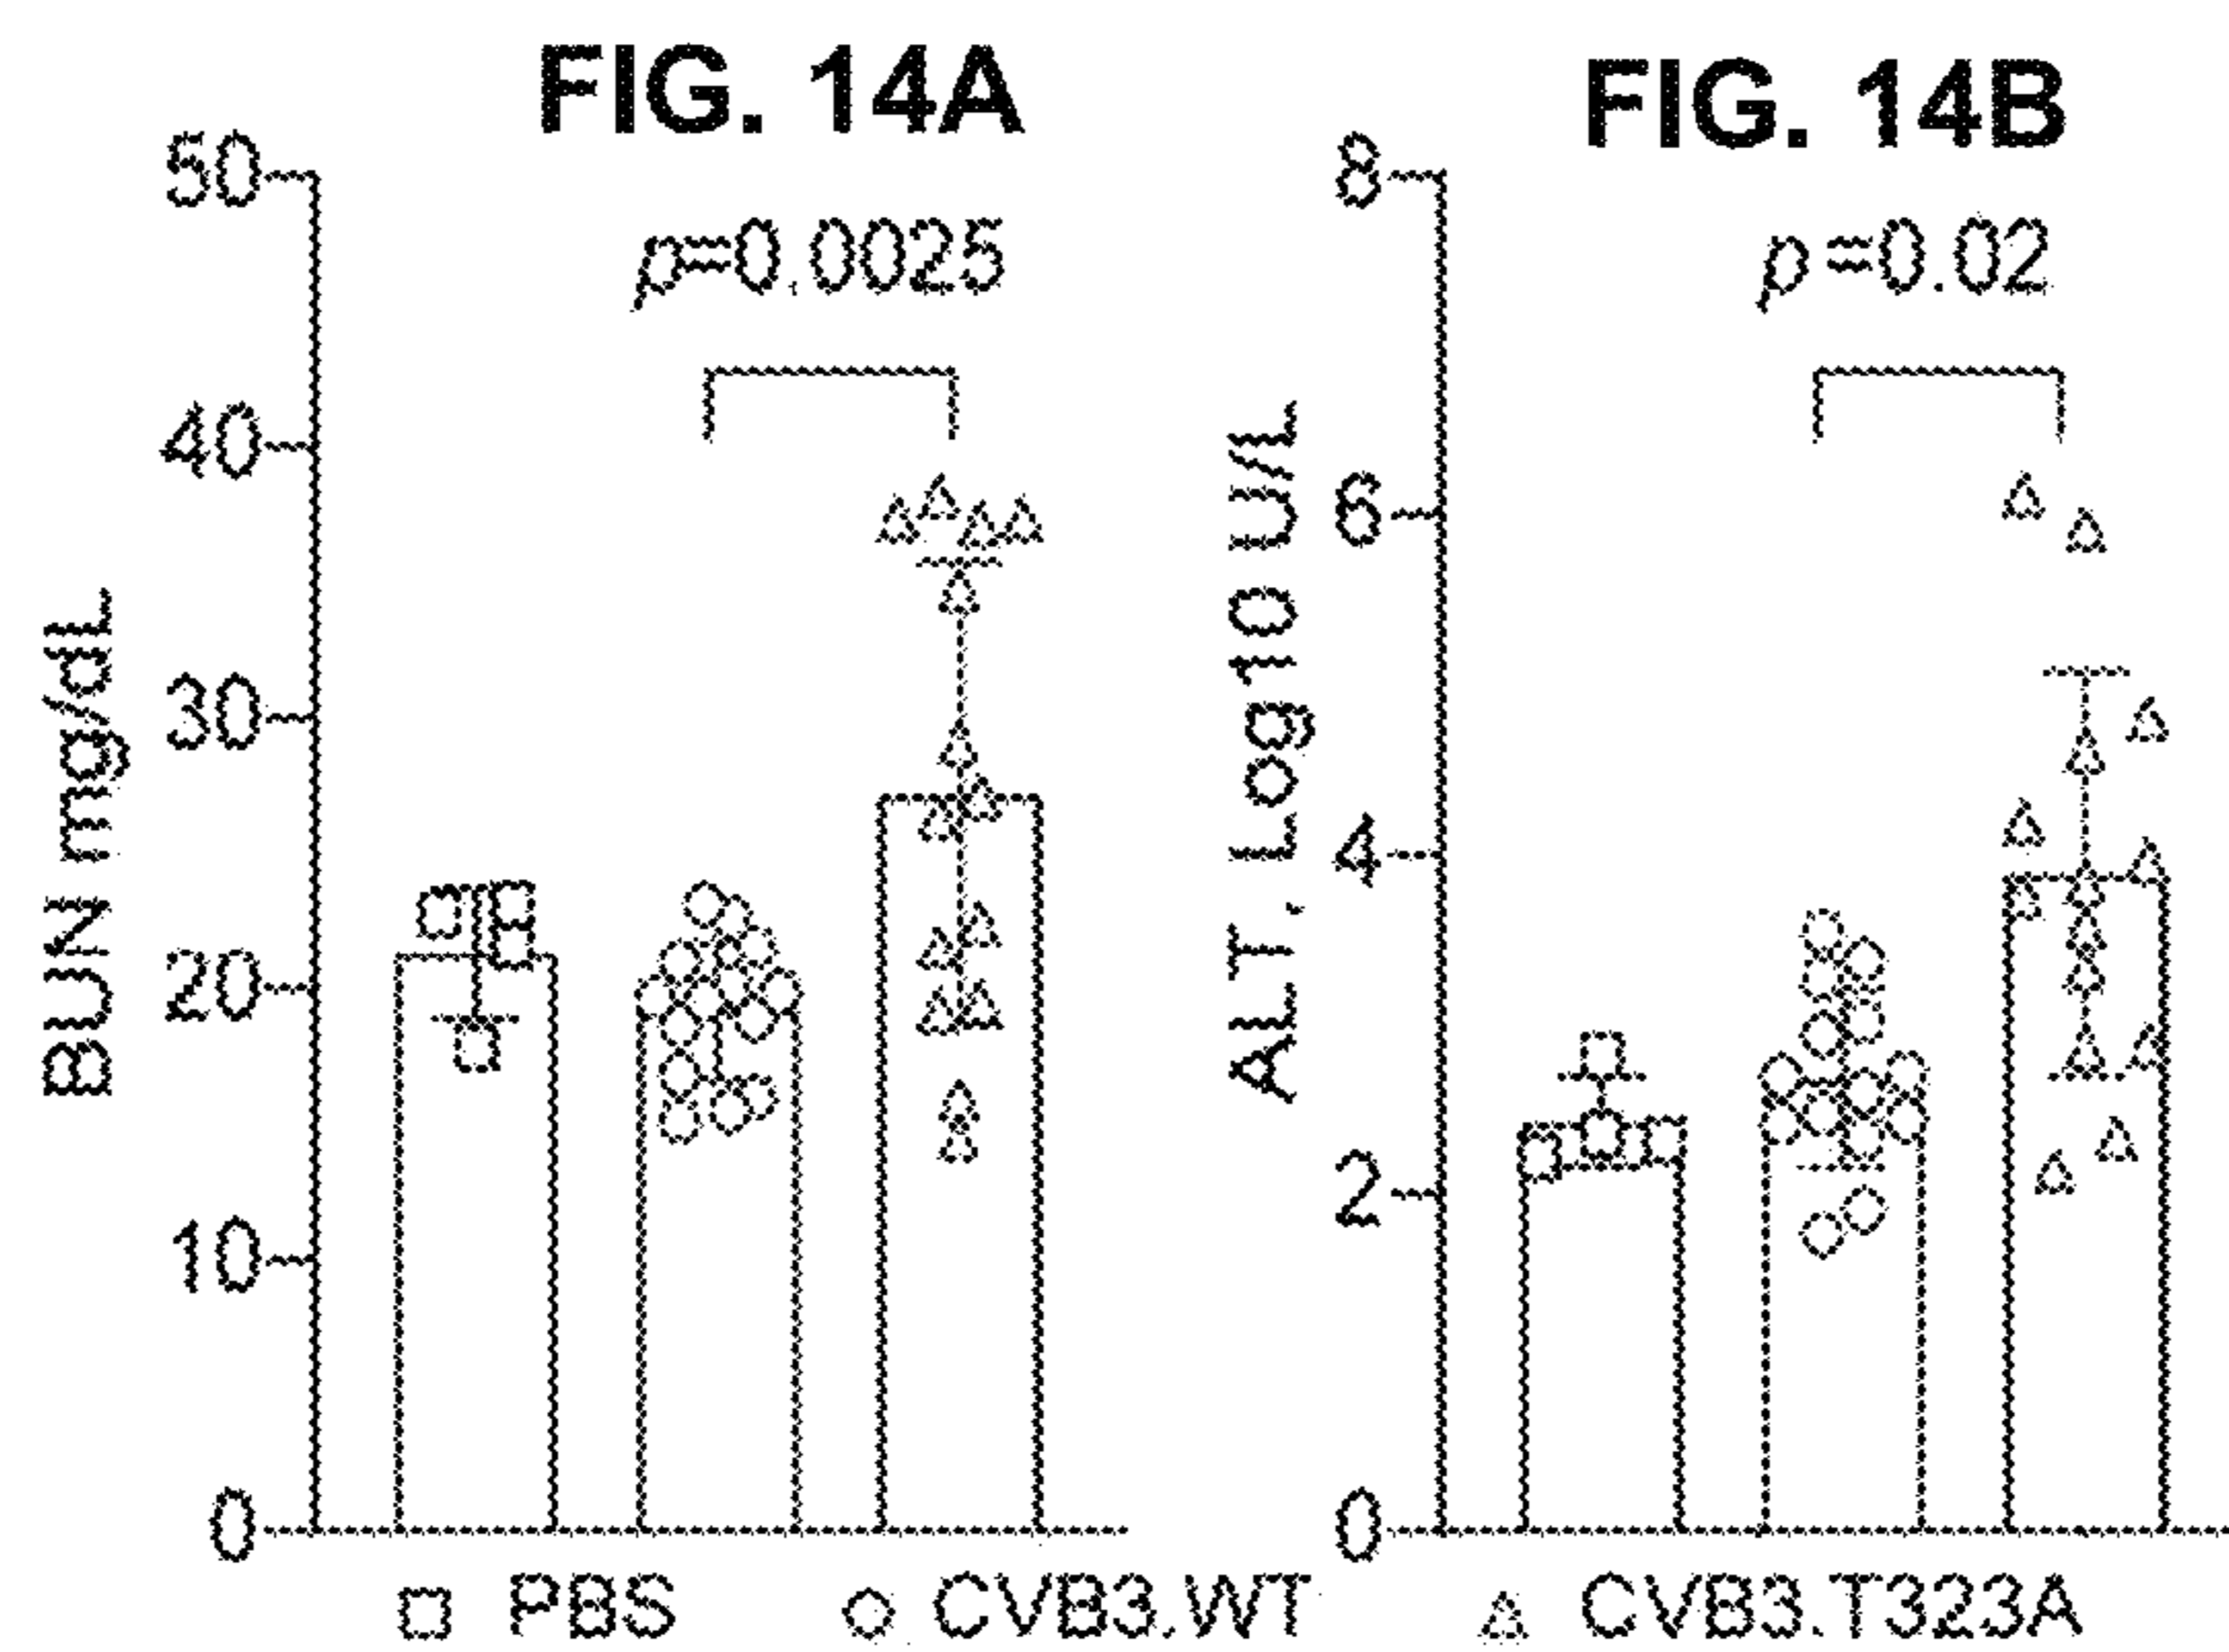 FIG. 14A
50
p=0.0025
40
30
20
10
0
BUN mg/dL
FIG. 14B
8
p=0.02
6
4
2
0
ALT, Log10 U/L
PBS CVB3.WT CVB3.T323A